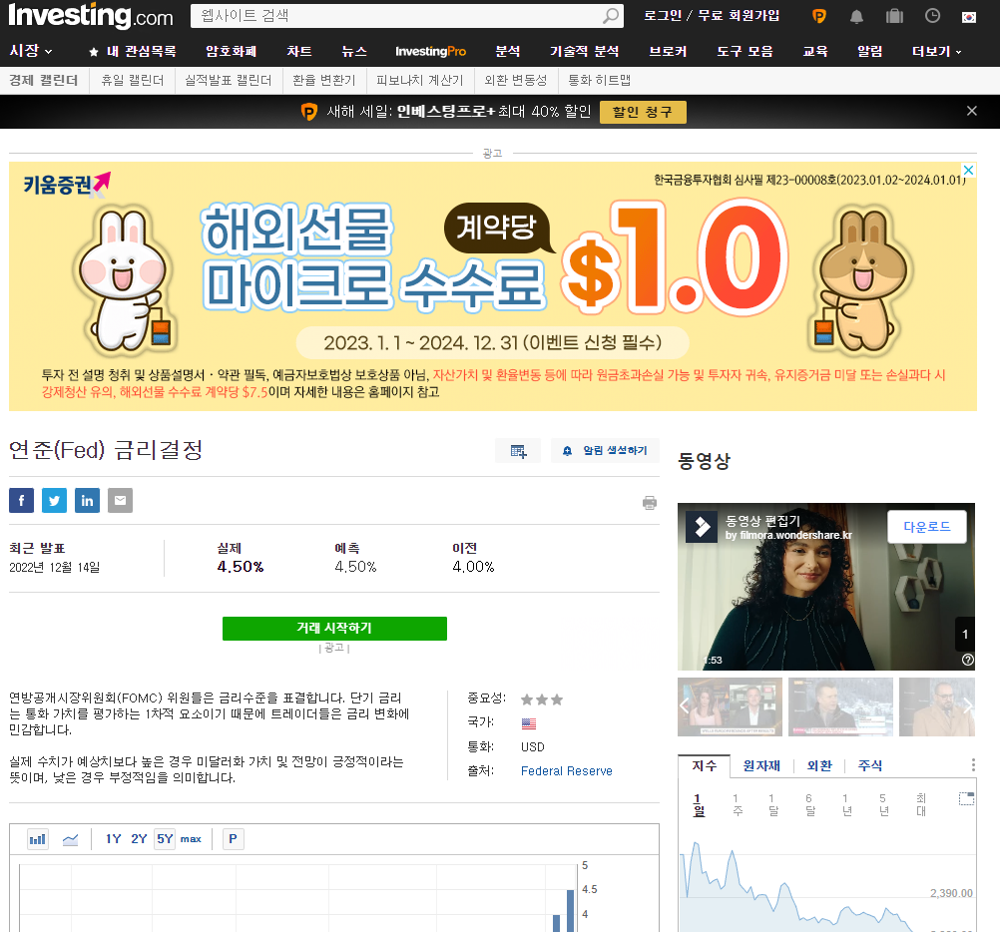 Investing.com
웹사이트 검색
로그인 / 무료 회원가입
시장
내 관심목록
암호화폐
차트
뉴스
InvestingPro
분석
기술적 분석
브로커
도구 모음
교육
알림
더보기
경제 캘린더
휴일 캘린더
실적발표 캘린더
환율 변환기
피보나치 계산기
외환 변동성
통화 히트맵
새해 세일: 인베스팅프로+ 최대 40% 할인
할인 청구
광고
키움증권
한국금융투자협회 심사필 제23-00008호(2023.01.02~2024.01.01)
해외선물
마이크로 수수료
계약당
$1.0
2023. 1. 1 ~ 2024. 12. 31 (이벤트 신청 필수)
투자 전 설명 청취 및 상품설명서·약관 필독, 예금자보호법상 보호상품 아님, 자산가치 및 환율변동 등에 따라 원금초과손실 가능 및 투자자 귀속, 유지증거금 미달 또는 손실과다 시
강제청산 유의, 해외선물 수수료 계약당 $7.5이며 자세한 내용은 홈페이지 참고
연준(Fed) 금리결정
알림 생성하기
최근 발표
2022년 12월 14일
실제
4.50%
예측
4.50%
이전
4.00%
거래 시작하기
| 광고 |
연방공개시장위원회(FOMC) 위원들은 금리수준을 표결합니다. 단기 금리
는 통화 가치를 평가하는 1차적 요소이기 때문에 트레이더들은 금리 변화에
민감합니다.
실제 수치가 예상치보다 높은 경우 미달러화 가치 및 전망이 긍정적이라는
뜻이며, 낮은 경우 부정적임을 의미합니다.
중요성:
국가:
통화: USD
출처: Federal Reserve
1Y 2Y 5Y max P
5
4.5
4
동영상
동영상 편집기
by filmora.wondershare.kr
다운로드
1
:53
지수
원자재
외환
주식
1일
1주
1달
6달
1년
5년
최대
2,390.00